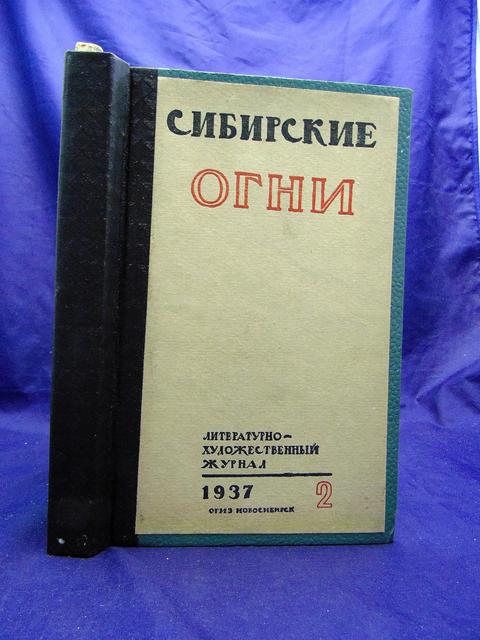 СИБИРСКИЕ
ОГНИ
ЛИТЕРАТУРНО-
ХУДОЖЕСТВЕННЫЙ
ЖУРНАЛ
1937 2
ОГИЗ НОВОСИБИРСК